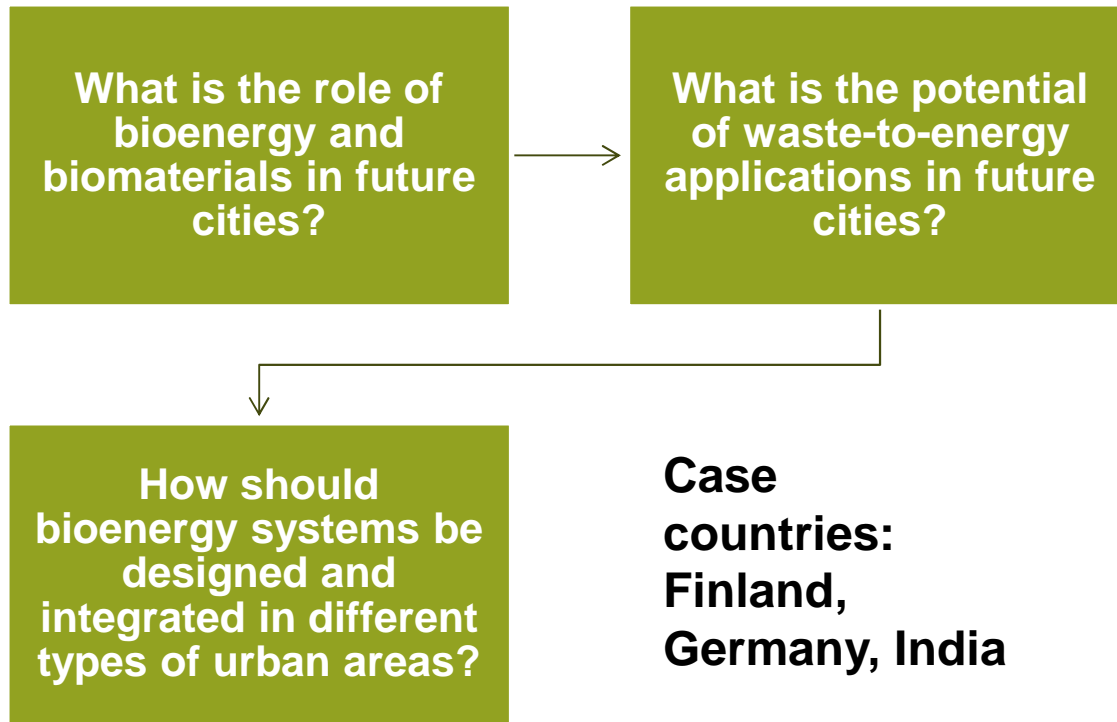 What is the role of
bioenergy and
biomaterials in future
cities?
What is the potential
of waste-to-energy
applications in future
cities?
How should
bioenergy systems be
designed and
integrated in different
types of urban areas?
Case
countries:
Finland,
Germany, India